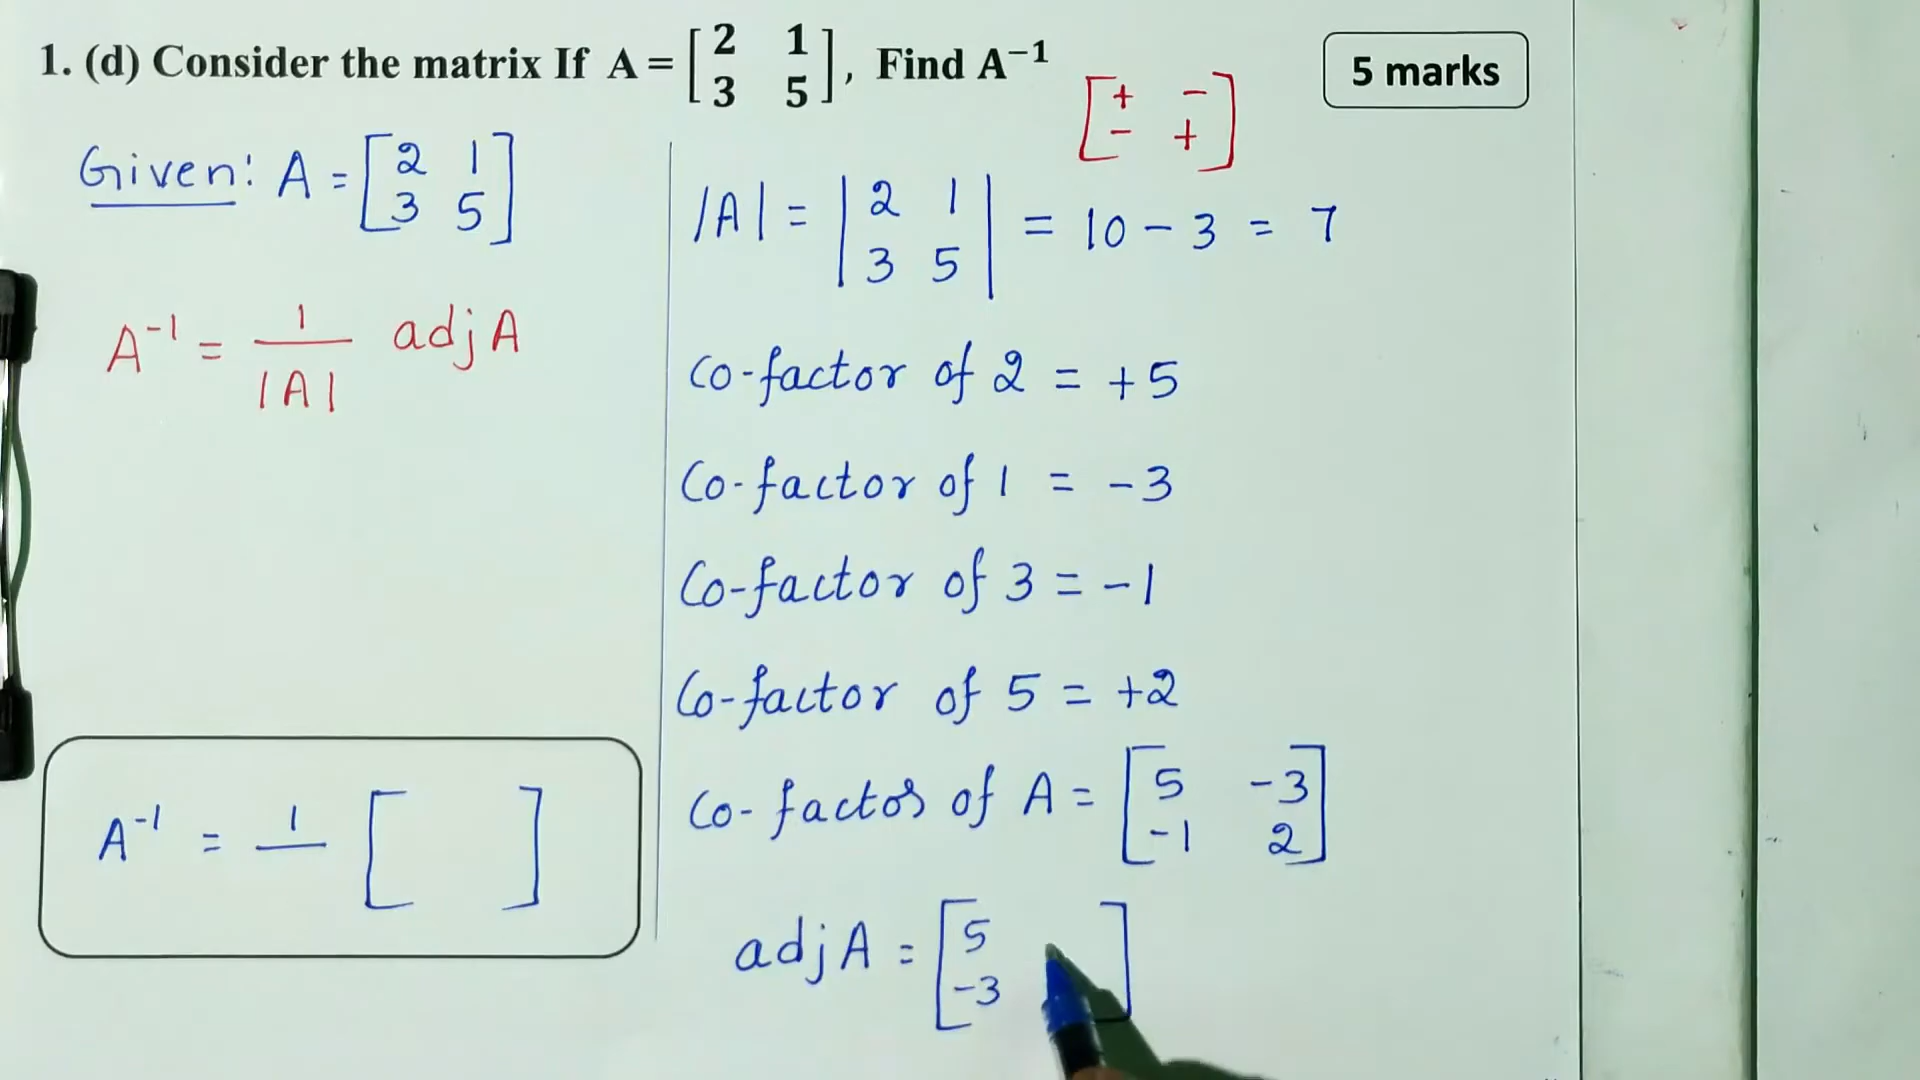 1. (d) Consider the matrix If A = [2 1; 3 5], Find A⁻¹
5 marks
[+ −; − +]
Given: A = [2 1; 3 5]
A⁻¹ = 1/|A| adj A
|A| = |2 1; 3 5| = 10 − 3 = 7
Co-factor of 2 = +5
Co-factor of 1 = −3
Co-factor of 3 = −1
Co-factor of 5 = +2
Co-factor of A = [5 −3; −1 2]
adj A = [5; −3]
A⁻¹ = 1/ [ ]